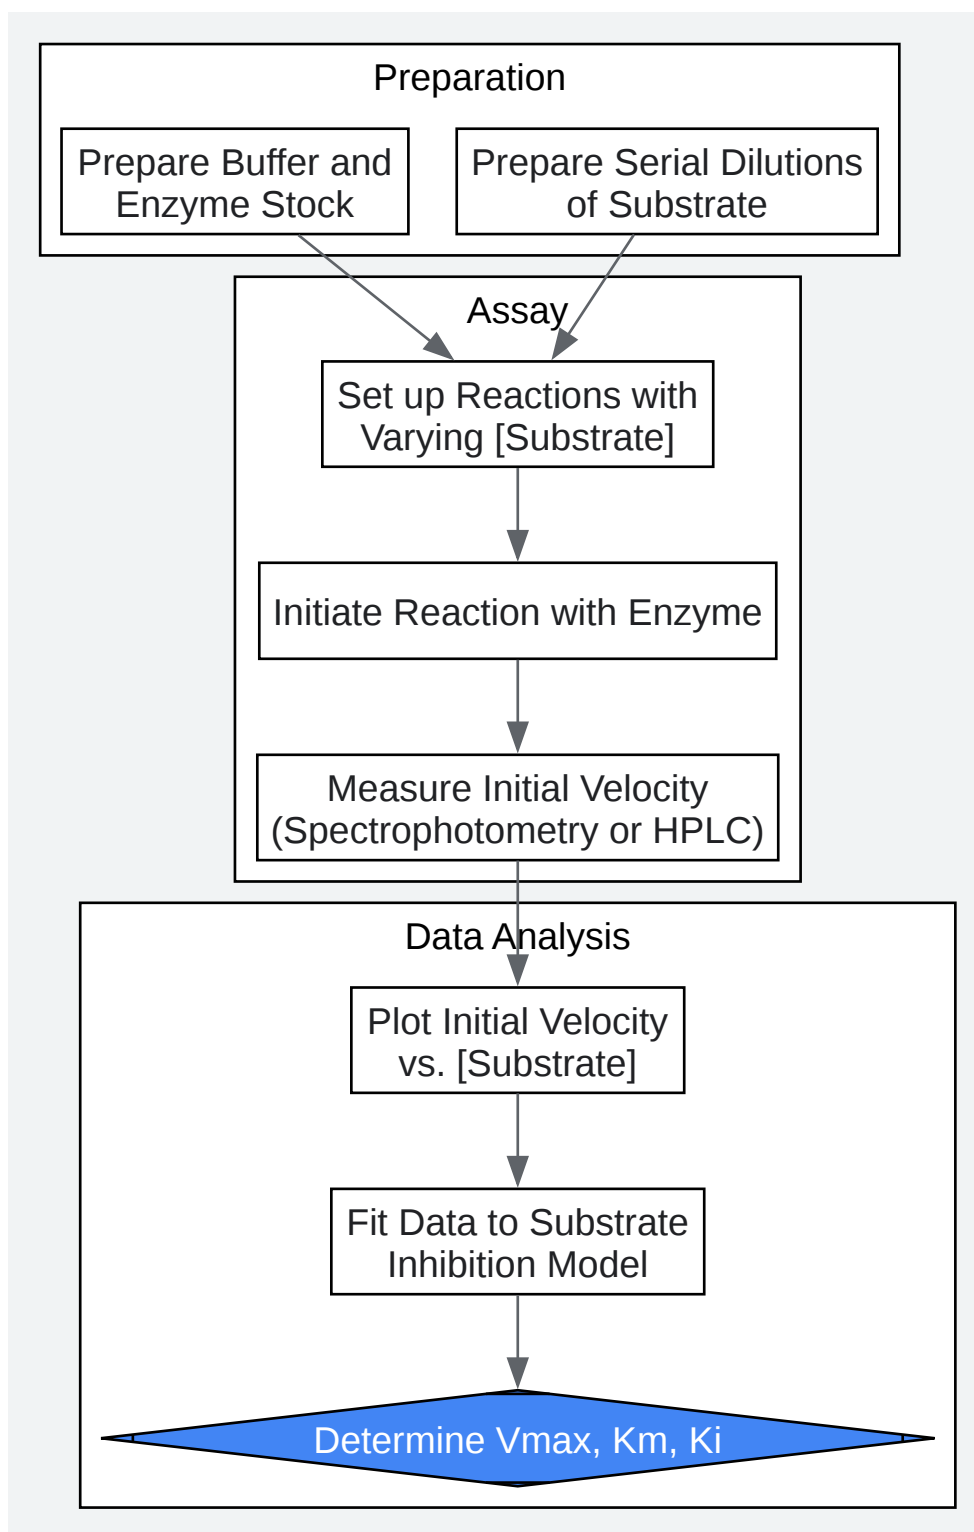 Preparation
Prepare Buffer and
Enzyme Stock
Prepare Serial Dilutions
of Substrate
Assay
Set up Reactions with
Varying [Substrate]
Initiate Reaction with Enzyme
Measure Initial Velocity
(Spectrophotometry or HPLC)
Data Analysis
Plot Initial Velocity
vs. [Substrate]
Fit Data to Substrate
Inhibition Model
Determine Vmax, Km, Ki